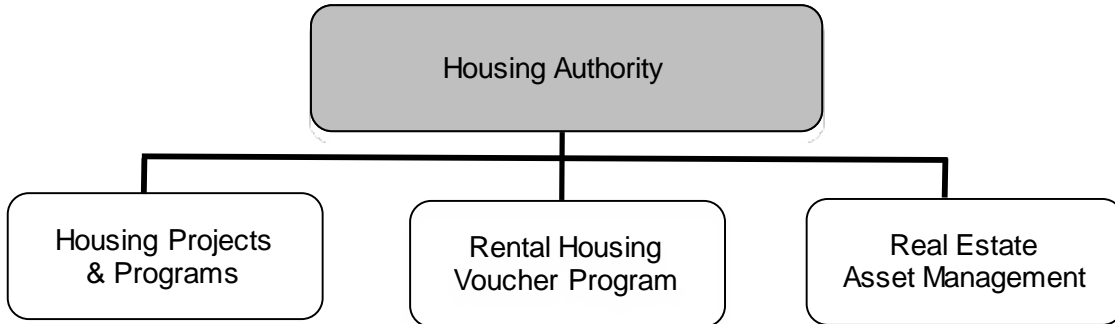 Housing Authority
Housing Projects
& Programs
Rental Housing
Voucher Program
Real Estate
Asset Management